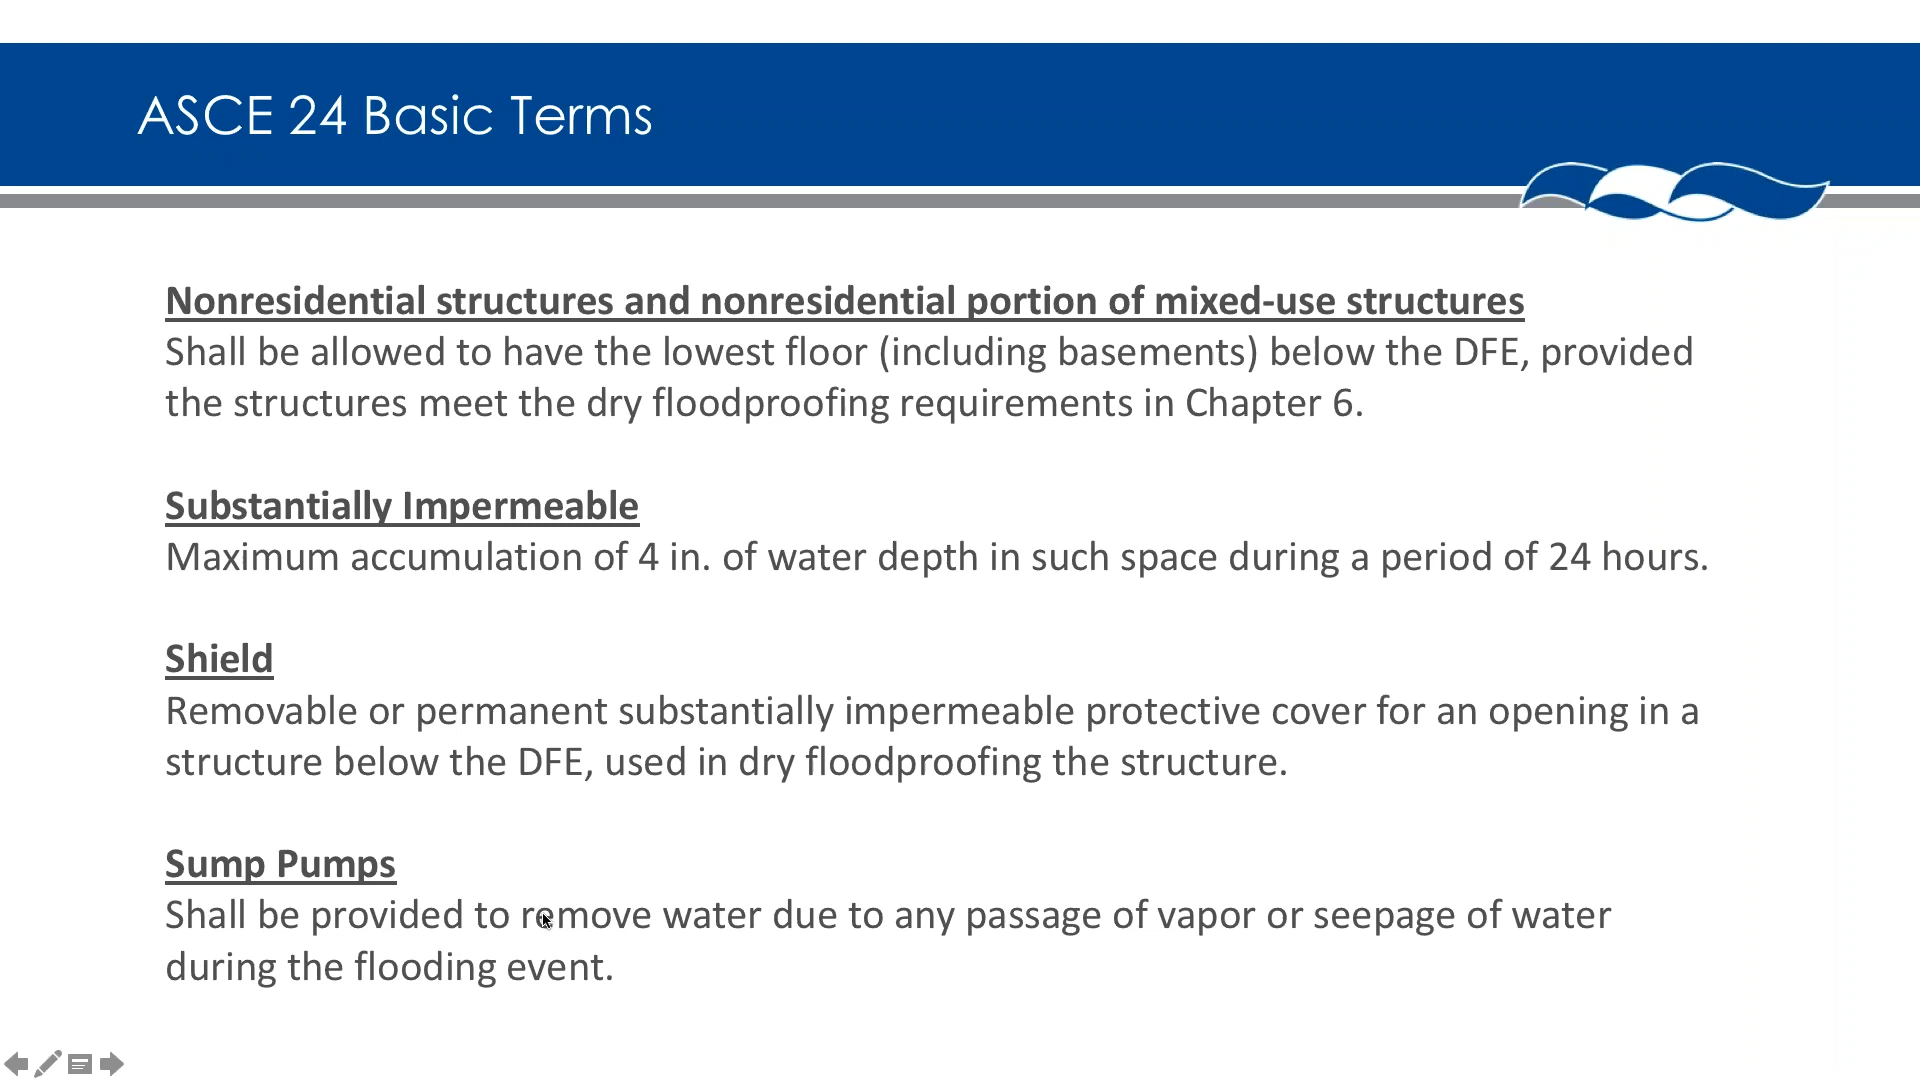 ASCE 24 Basic Terms
Nonresidential structures and nonresidential portion of mixed-use structures
Shall be allowed to have the lowest floor (including basements) below the DFE, provided
the structures meet the dry floodproofing requirements in Chapter 6.
Substantially Impermeable
Maximum accumulation of 4 in. of water depth in such space during a period of 24 hours.
Shield
Removable or permanent substantially impermeable protective cover for an opening in a
structure below the DFE, used in dry floodproofing the structure.
Sump Pumps
Shall be provided to remove water due to any passage of vapor or seepage of water
during the flooding event.